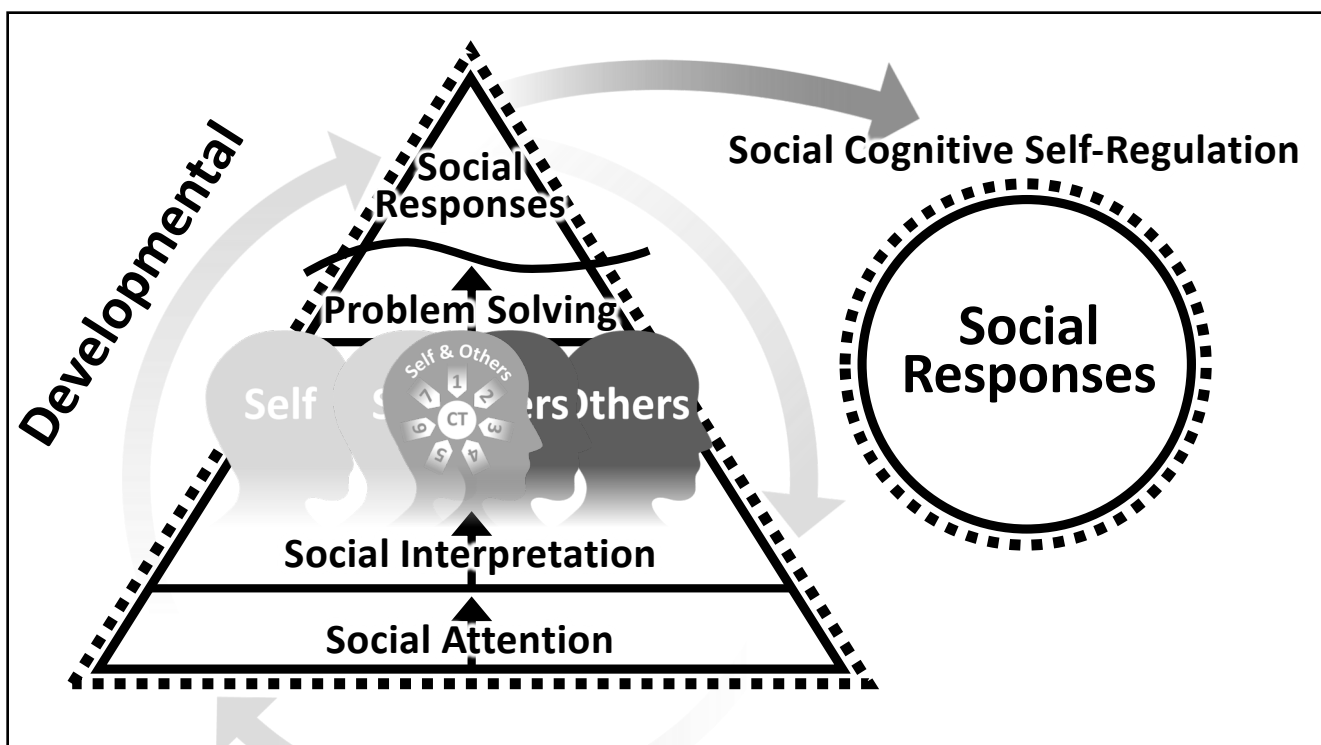 Developmental
Social
Responses
Problem Solving
Self & Others
1
2
3
4
5
6
7
CT
Self
Others
Social Interpretation
Social Attention
Social Cognitive Self-Regulation
Social
Responses